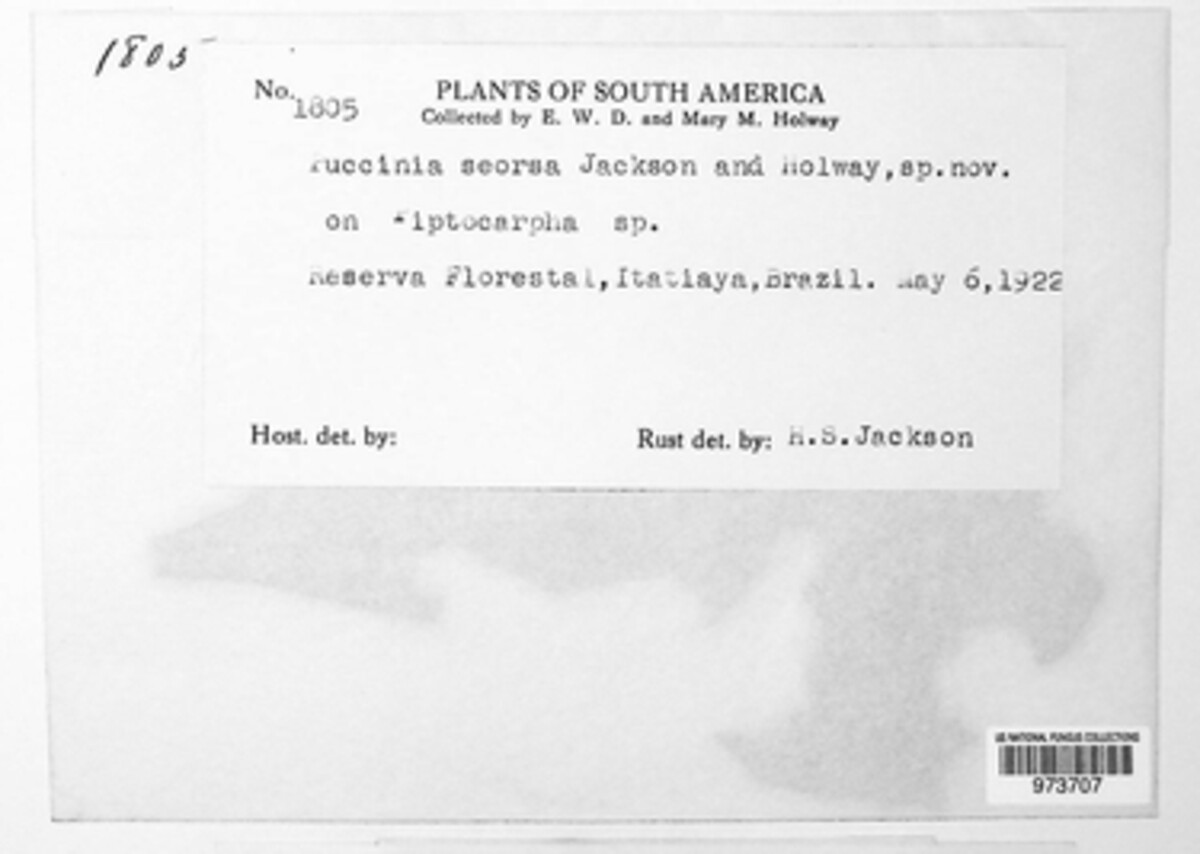 1805
No. 1805
PLANTS OF SOUTH AMERICA
Collected by E. W. D. and Mary M. Holway
Puccinia seorsa Jackson and Holway,sp.nov.
on Piptocarpha sp.
Reserva Florestal,Itatiaya,Brazil. May 6,1922
Host. det. by:
Rust det. by: H.S.Jackson
US NATIONAL FUNGUS COLLECTIONS
973707